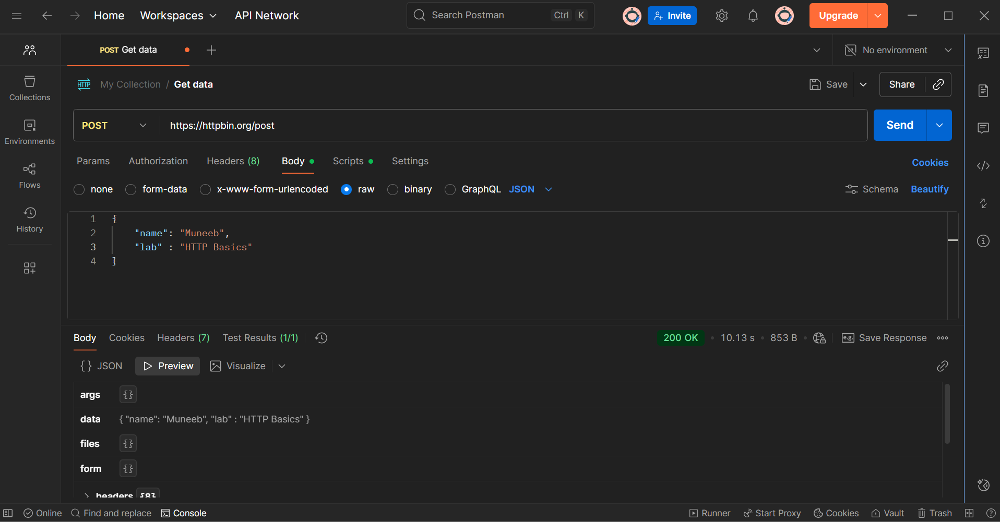 Home Workspaces API Network Search Postman Ctrl K Invite Upgrade
POST Get data No environment
HTTP My Collection / Get data Save Share
Collections
POST https://httpbin.org/post Send
Environments
Params Authorization Headers (8) Body Scripts Settings Cookies
Flows
none form-data x-www-form-urlencoded raw binary GraphQL JSON Schema Beautify
History
1 {
2 "name": "Muneeb",
3 "lab" : "HTTP Basics"
4 }
Body Cookies Headers (7) Test Results (1/1) 200 OK • 10.13 s • 853 B • e.g. Save Response
{} JSON Preview Visualize
args {}
data { "name": "Muneeb", "lab" : "HTTP Basics" }
files {}
form {}
headers {8}
Online Find and replace Console Runner Start Proxy Cookies Vault Trash